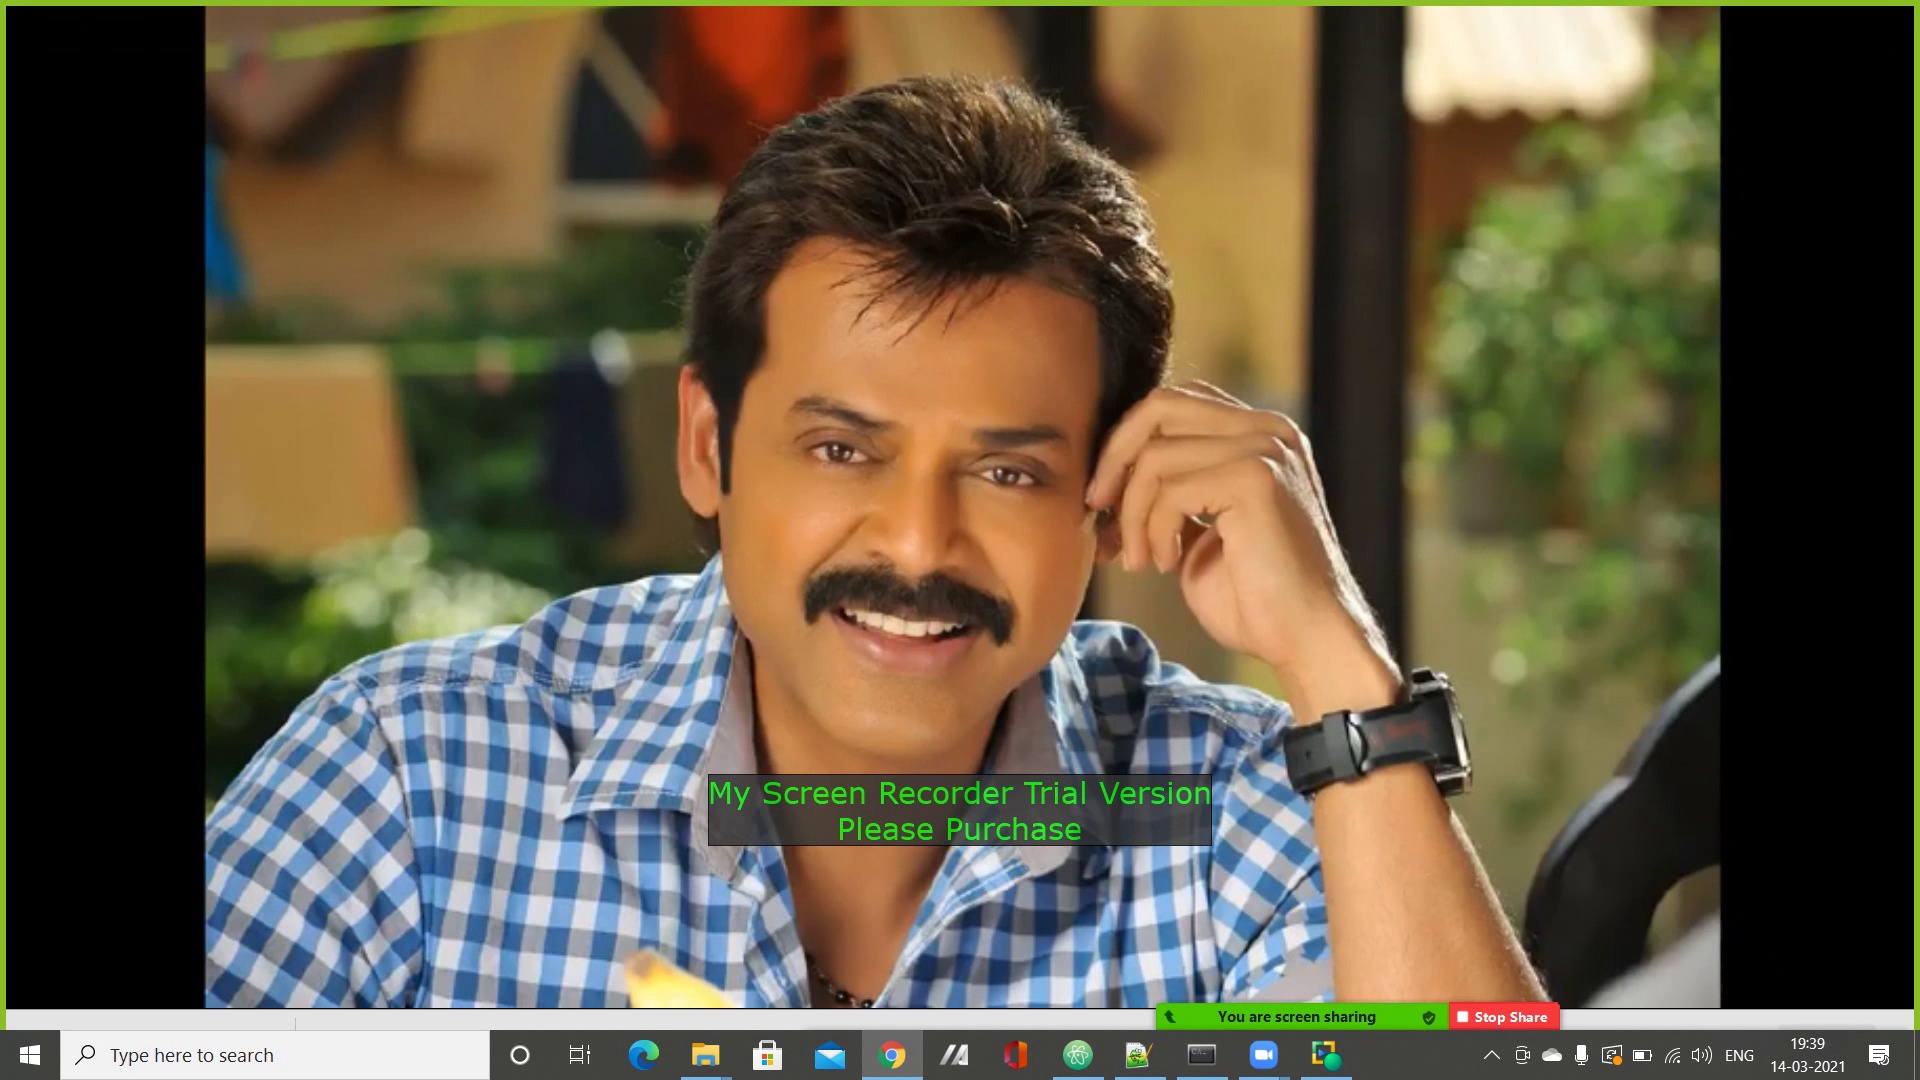 My Screen Recorder Trial Version
Please Purchase
You are screen sharing
Stop Share
Type here to search
ENG
19:39
14-03-2021